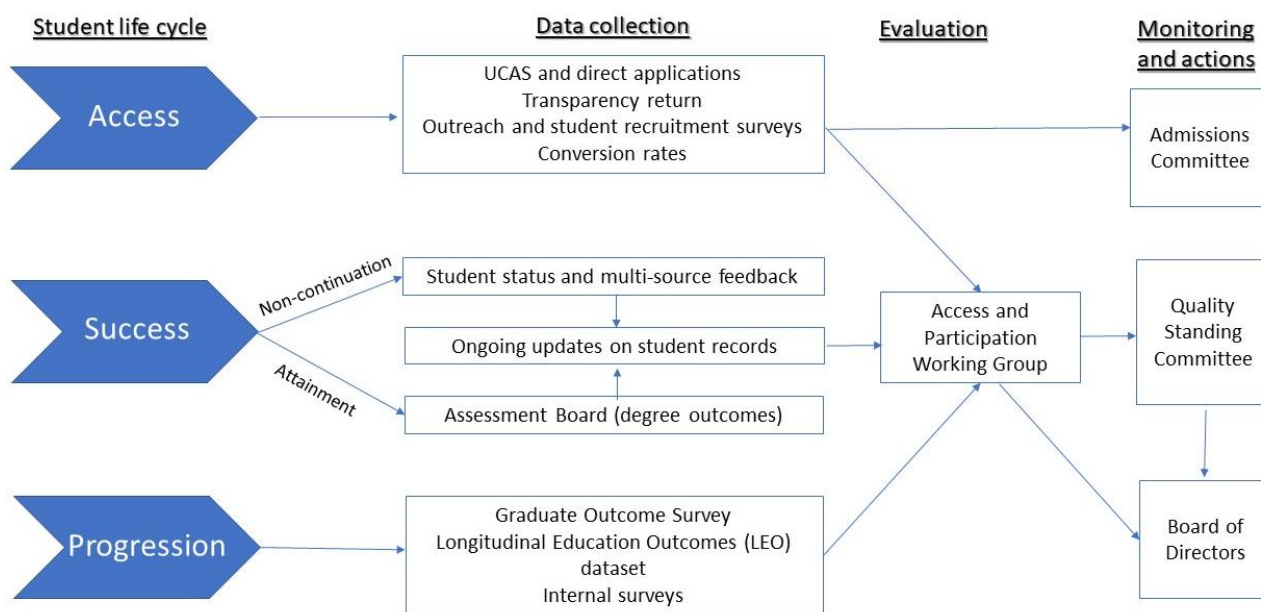 Student life cycle
Data collection
Evaluation
Monitoring
and actions
Access
UCAS and direct applications
Transparency return
Outreach and student recruitment surveys
Conversion rates
Admissions
Committee
Success
Non-continuation
Attainment
Student status and multi-source feedback
Ongoing updates on student records
Assessment Board (degree outcomes)
Access and
Participation
Working Group
Quality
Standing
Committee
Progression
Graduate Outcome Survey
Longitudinal Education Outcomes (LEO)
dataset
Internal surveys
Board of
Directors